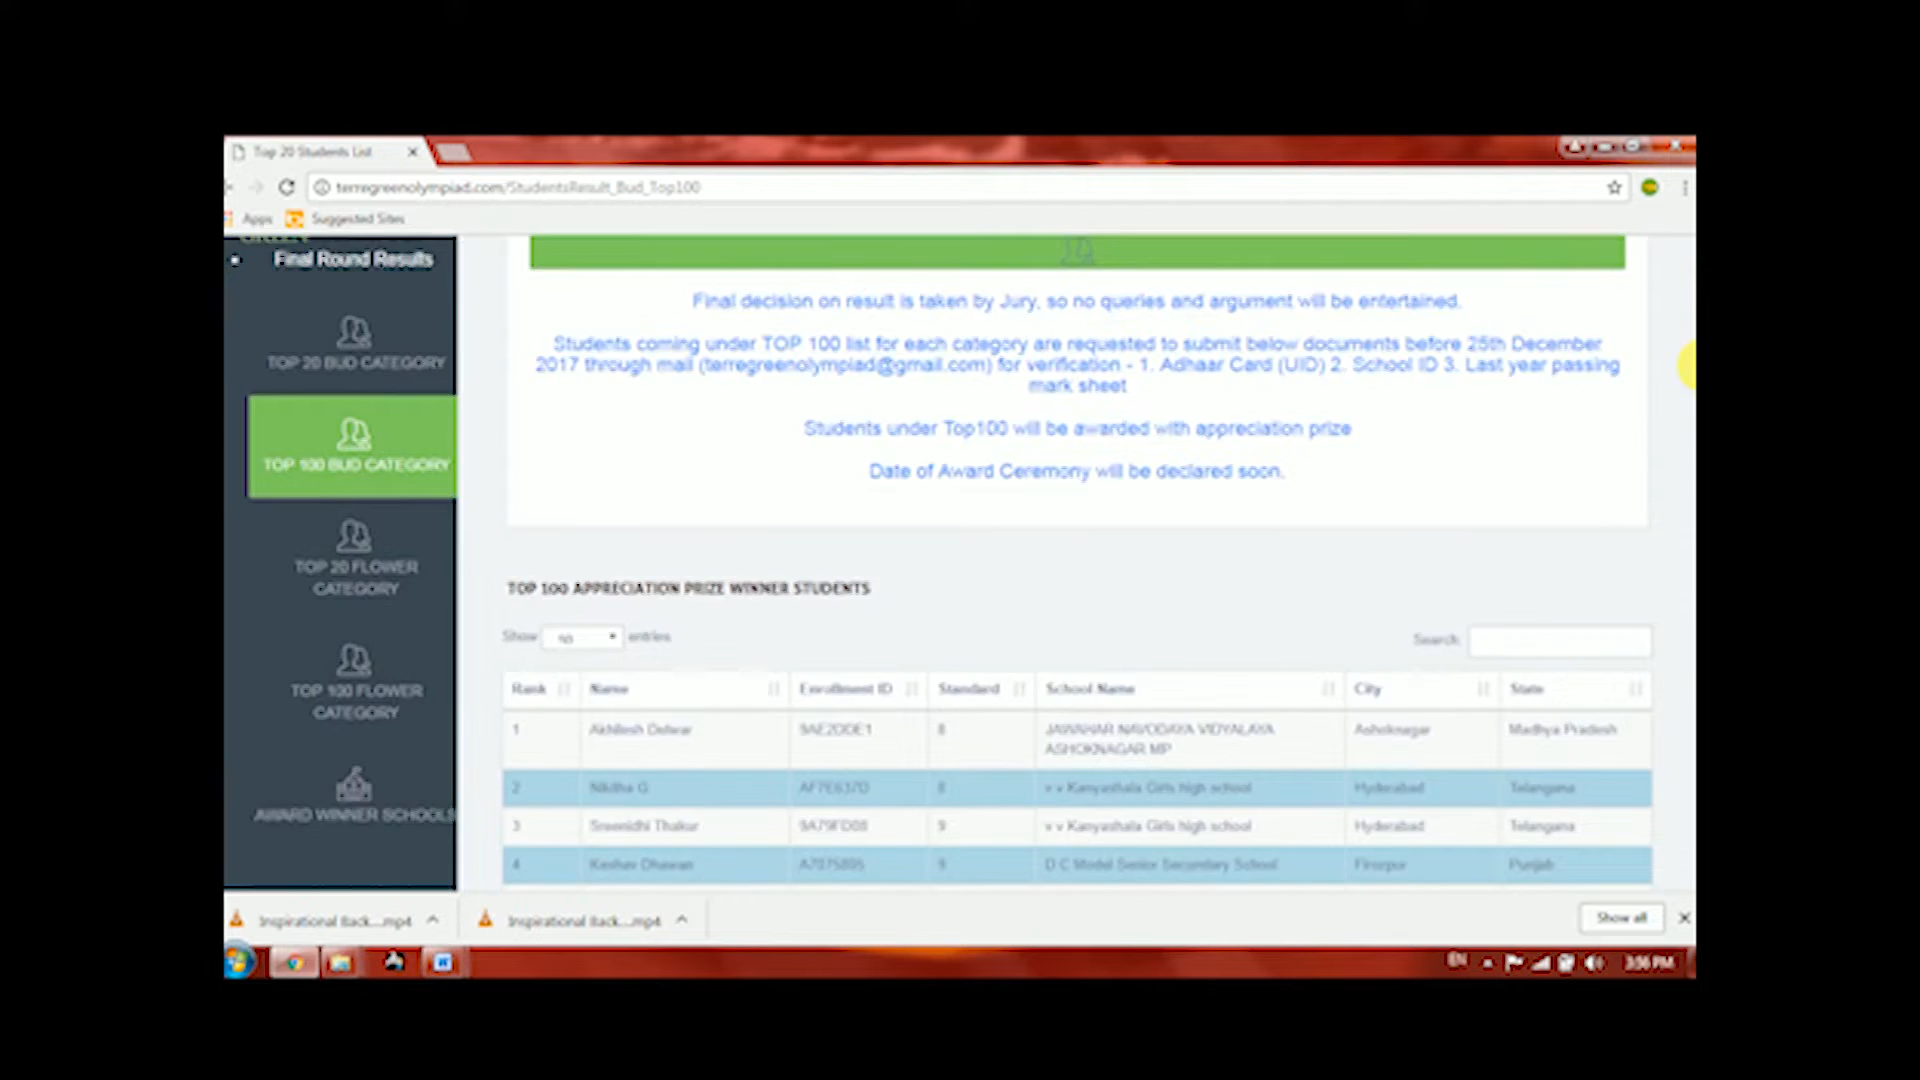 Top 20 Students List
terregreenolympiad.com/StudentsResult_Bud_Top100
Apps Suggested Sites
Final Round Results
TOP 20 BUD CATEGORY
TOP 100 BUD CATEGORY
TOP 20 FLOWER
CATEGORY
TOP 100 FLOWER
CATEGORY
AWARD WINNER SCHOOLS
Final decision on result is taken by Jury, so no queries and argument will be entertained.
Students coming under TOP 100 list for each category are requested to submit below documents before 25th December
2017 through mail (terregreenolympiad@gmail.com) for verification - 1. Adhaar Card (UID) 2. School ID 3. Last year passing
mark sheet
Students under Top100 will be awarded with appreciation prize
Date of Award Ceremony will be declared soon.
TOP 100 APPRECIATION PRIZE WINNER STUDENTS
Show entries Search:
Rank Name Enrollment ID Standard School Name City State
1 Akhilesh 8 JAWAHAR NAVODAYA VIDYALAYA Ashoknagar Madhya Pradesh
ASHOKNAGAR MP
2 Nikitha G 8 v v Kanyashala Girls high school Hyderabad Telangana
3 Sreenidhi Thakur 9 v v Kanyashala Girls high school Hyderabad Telangana
4 Keshav Dhawan 9 D C Model Senior Secondary School Firozpur Punjab
Inspirational Back....mp4 Inspirational Back....mp4 Show all
EN 3:56 PM